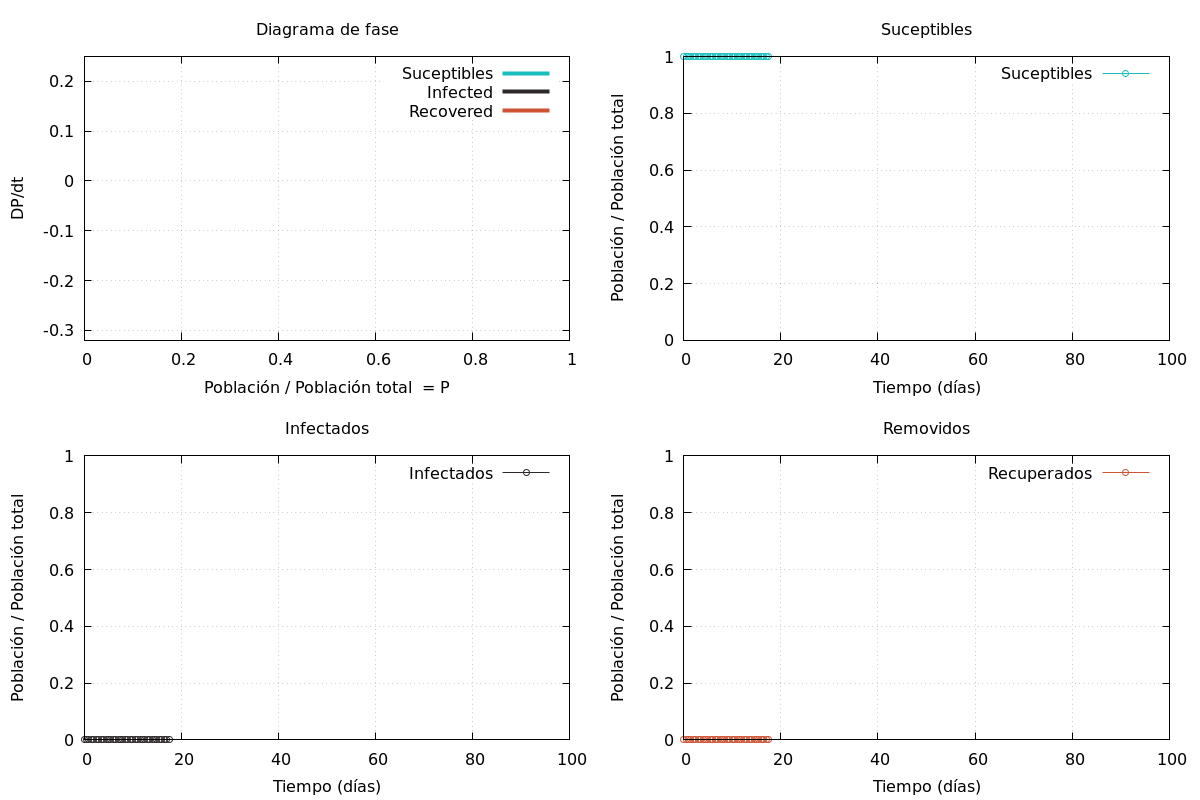 Diagrama de fase
Suceptibles
Infected
Recovered
0.2
0.1
0
-0.1
-0.2
-0.3
DP/dt
0 0.2 0.4 0.6 0.8 1
Población / Población total = P
Suceptibles
Suceptibles
1
0.8
0.6
0.4
0.2
0
Población / Población total
0 20 40 60 80 100
Tiempo (días)
Infectados
Infectados
1
0.8
0.6
0.4
0.2
0
Población / Población total
0 20 40 60 80 100
Tiempo (días)
Removidos
Recuperados
1
0.8
0.6
0.4
0.2
0
Población / Población total
0 20 40 60 80 100
Tiempo (días)